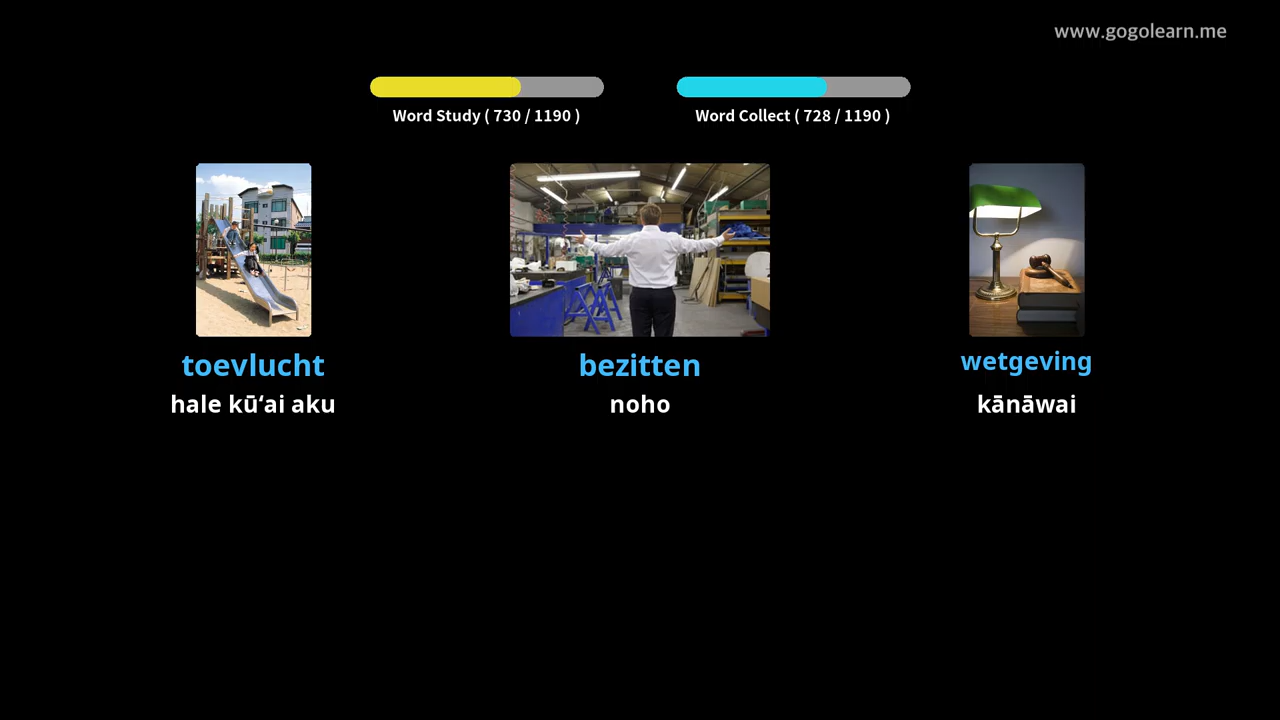 www.gogolearn.me
Word Study ( 730 / 1190 )
Word Collect ( 728 / 1190 )
toevlucht
bezitten
wetgeving
hale kūʻai aku
noho
kānāwai